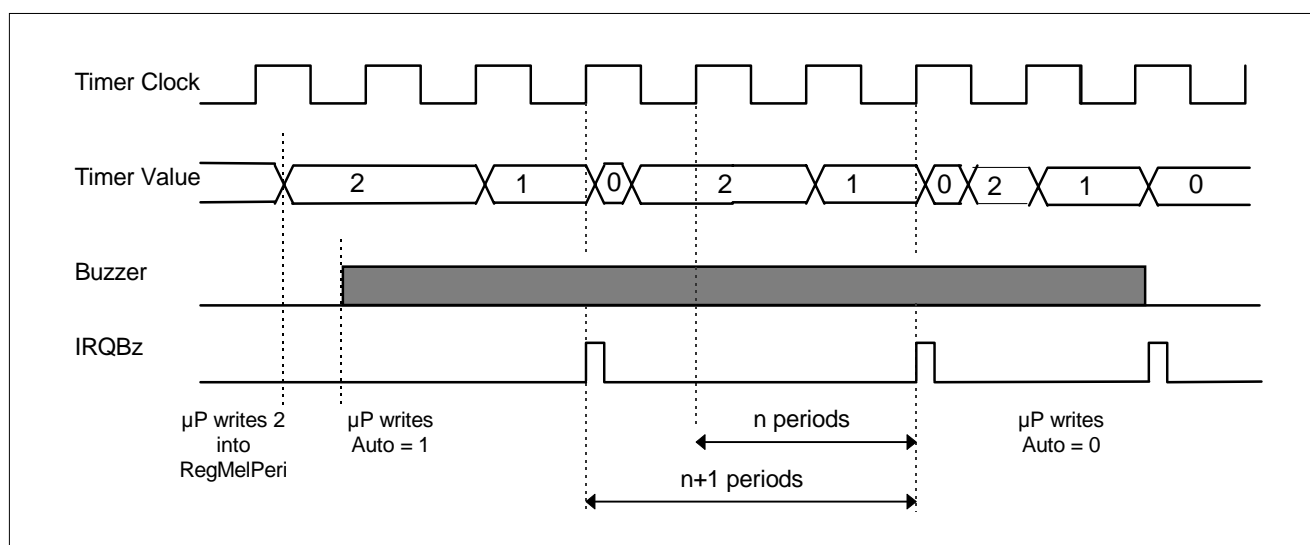 Timer Clock
Timer Value
2 1 0 2 1 0 2 1 0
Buzzer
IRQBz
µP writes 2
into
RegMelPeri
µP writes
Auto = 1
n periods
n+1 periods
µP writes
Auto = 0